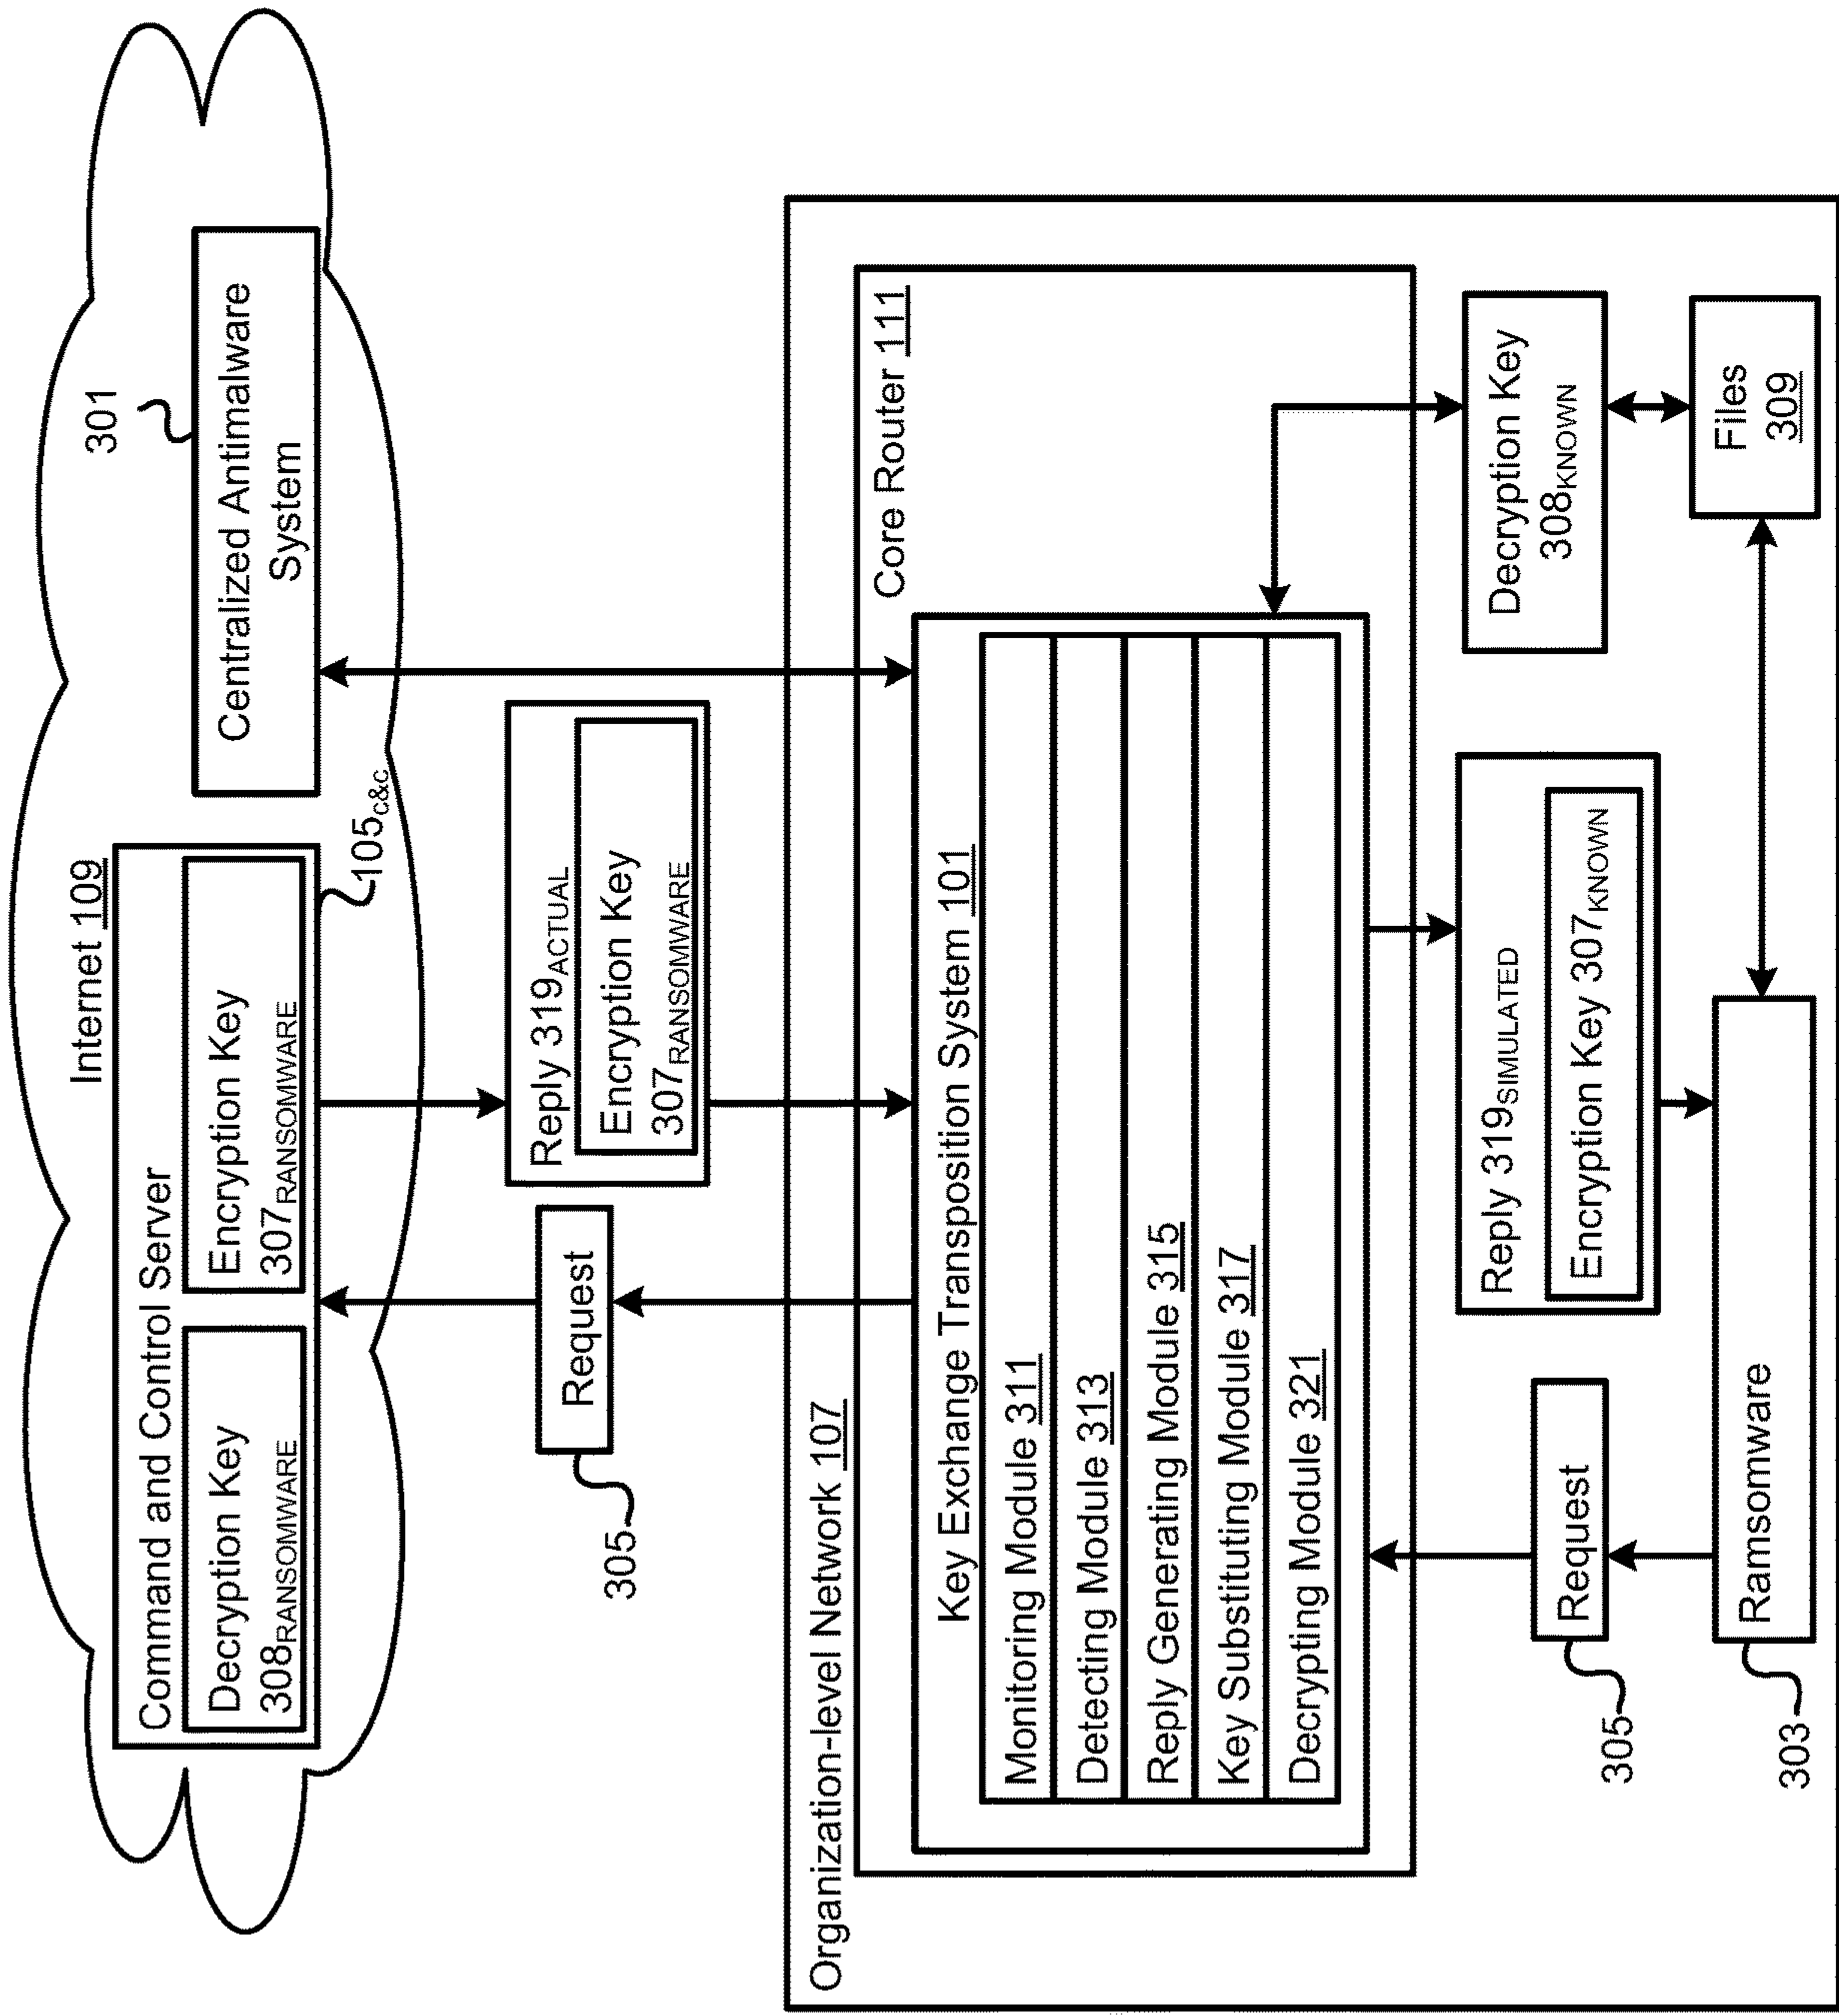 Internet 109
Command and Control Server
Decryption Key
308RANSOMWARE
Encryption Key
307RANSOMWARE
105c&c
301
Centralized Antimalware
System
305
Request
Reply 319ACTUAL
Encryption Key
307RANSOMWARE
Organization-level Network 107
Core Router 111
Key Exchange Transposition System 101
Monitoring Module 311
Detecting Module 313
Reply Generating Module 315
Key Substituting Module 317
Decrypting Module 321
305
Request
Reply 319SIMULATED
Encryption Key 307KNOWN
Decryption Key
308KNOWN
303
Ramsomware
Files
309